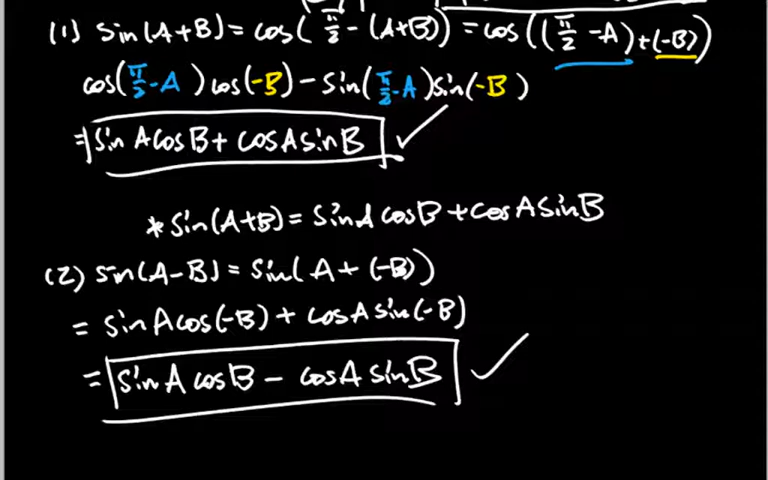 (1) sin(A+B) = cos(π/2 - (A+B)) = cos((π/2 - A) + (-B))
cos(π/2 - A) cos(-B) - sin(π/2 - A) sin(-B)
= sin A cos B + cos A sin B ✓
* sin(A+B) = sin A cos B + cos A sin B
(2) sin(A - B) = sin(A + (-B))
= sin A cos(-B) + cos A sin(-B)
= sin A cos B - cos A sin B ✓